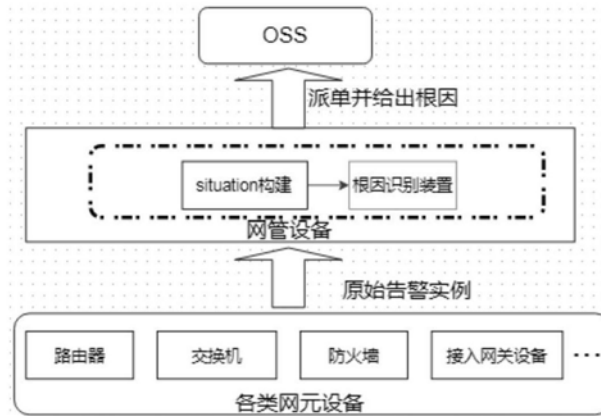 OSS
派单并给出根因
situation构建
根因识别装置
网管设备
原始告警实例
路由器
交换机
防火墙
接入网关设备
···
各类网元设备